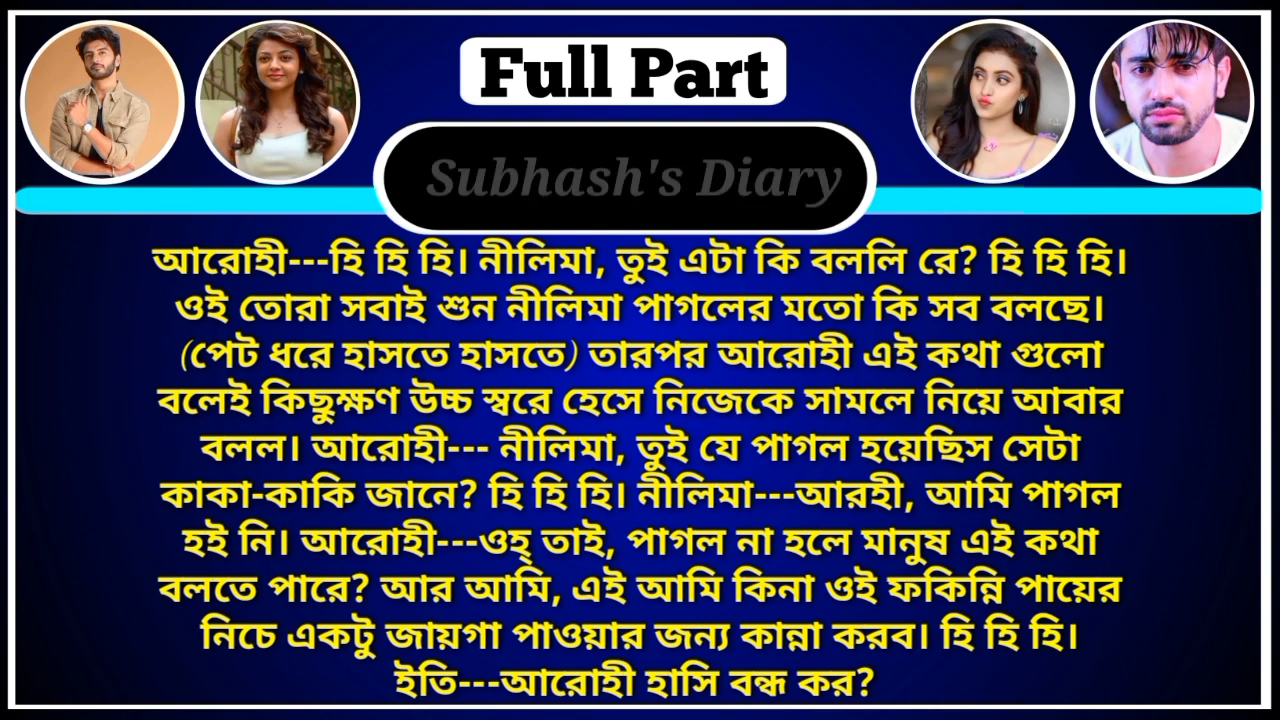 Full Part
Subhash's Diary
আরোহী---হি হি হি। নীলিমা, তুই এটা কি বললি রে? হি হি হি।
ওই তোরা সবাই শুন নীলিমা পাগলের মতো কি সব বলছে।
(পেট ধরে হাসতে হাসতে) তারপর আরোহী এই কথা গুলো
বলেই কিছুক্ষণ উচ্চ স্বরে হেসে নিজেকে সামলে নিয়ে আবার
বলল। আরোহী--- নীলিমা, তুই যে পাগল হয়েছিস সেটা
কাকা-কাকি জানে? হি হি হি। নীলিমা---আরহী, আমি পাগল
হই নি। আরোহী---ওহ্ তাই, পাগল না হলে মানুষ এই কথা
বলতে পারে? আর আমি, এই আমি কিনা ওই ফকিন্নি পায়ের
নিচে একটু জায়গা পাওয়ার জন্য কান্না করব। হি হি হি।
ইতি---আরোহী হাসি বন্ধ কর?